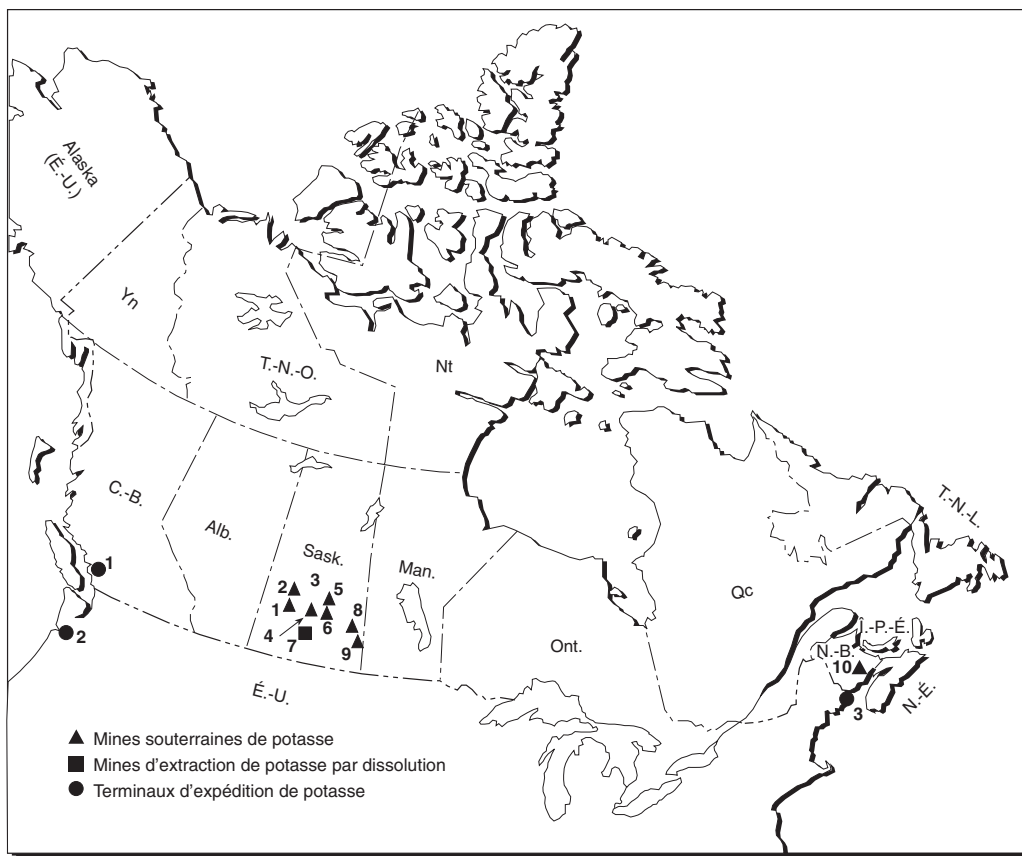 Alaska
(É.-U.)
Yn
T.-N.-O.
Nt
C.-B.
Alb.
Sask.
Man.
Ont.
Qc
T.-N.-L.
Î.-P.-É.
N.-B.
N.-É.
É.-U.
1
2
2
3
5
1
4
6
7
8
9
10
3
Mines souterraines de potasse
Mines d'extraction de potasse par dissolution
Terminaux d'expédition de potasse